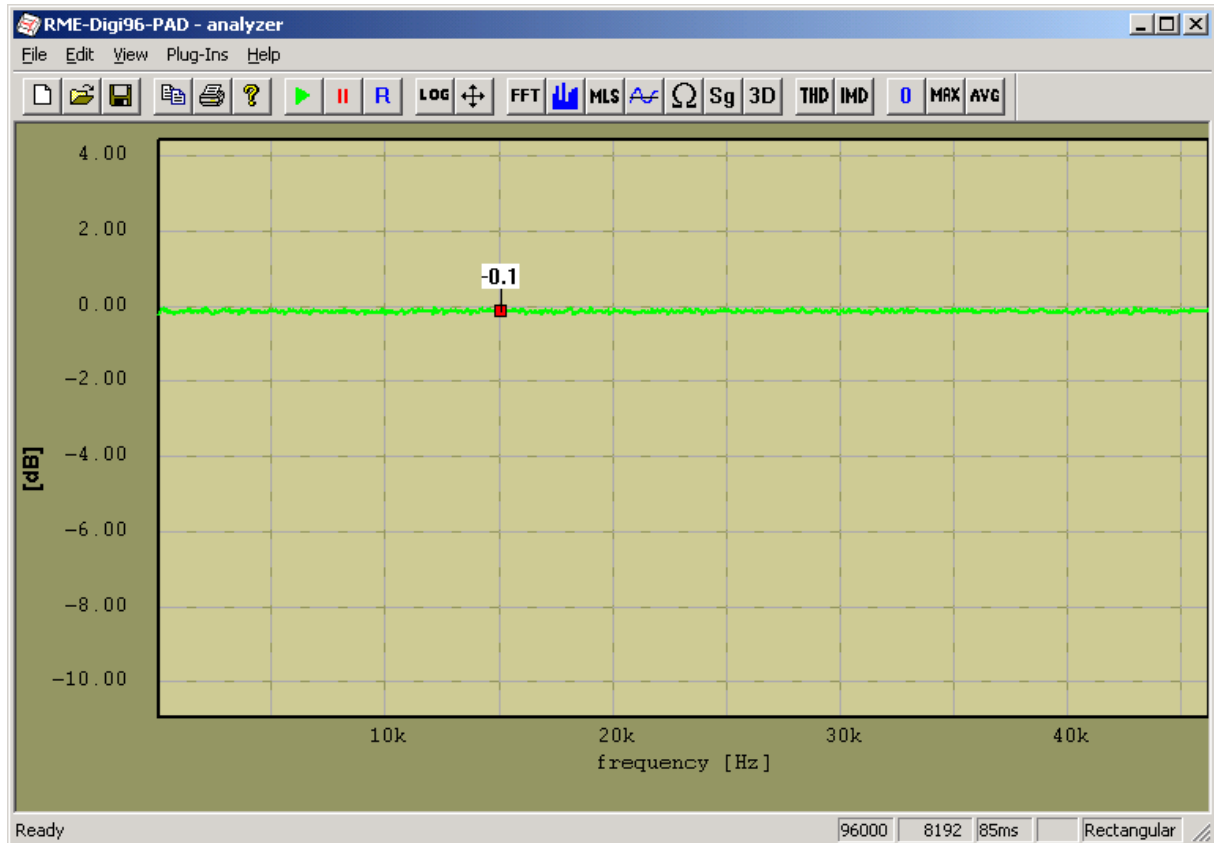 RME-Digi96-PAD - analyzer
File Edit View Plug-Ins Help
R LOG FFT MLS Ω Sg 3D THD IMD 0 MAX AVG
4.00
2.00
-0.1
0.00
-2.00
-4.00
[dB]
-6.00
-8.00
-10.00
10k 20k 30k 40k
frequency [Hz]
Ready 96000 8192 85ms Rectangular